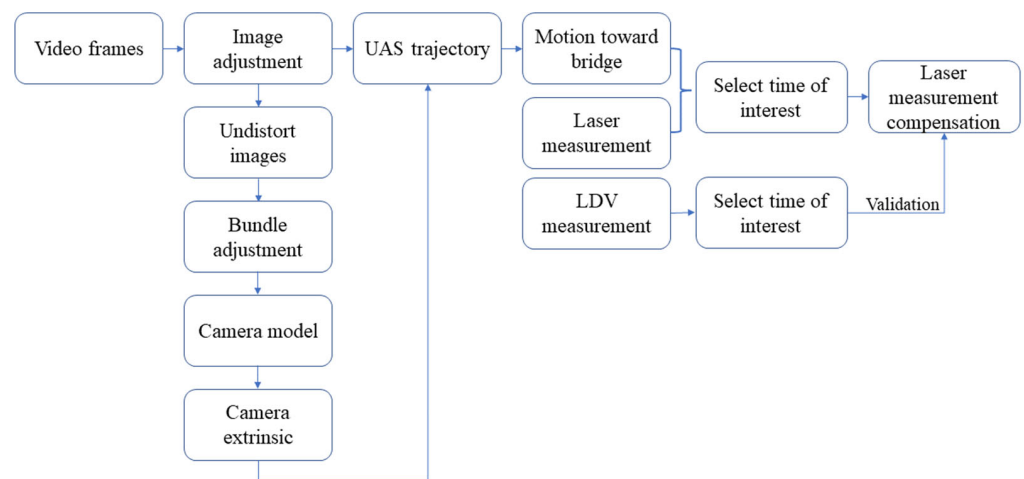 Video frames
Image
adjustment
UAS trajectory
Motion toward
bridge
Laser
measurement
Select time of
interest
Laser
measurement
compensation
Undistort
images
LDV
measurement
Select time of
interest
Validation
Bundle
adjustment
Camera model
Camera
extrinsic